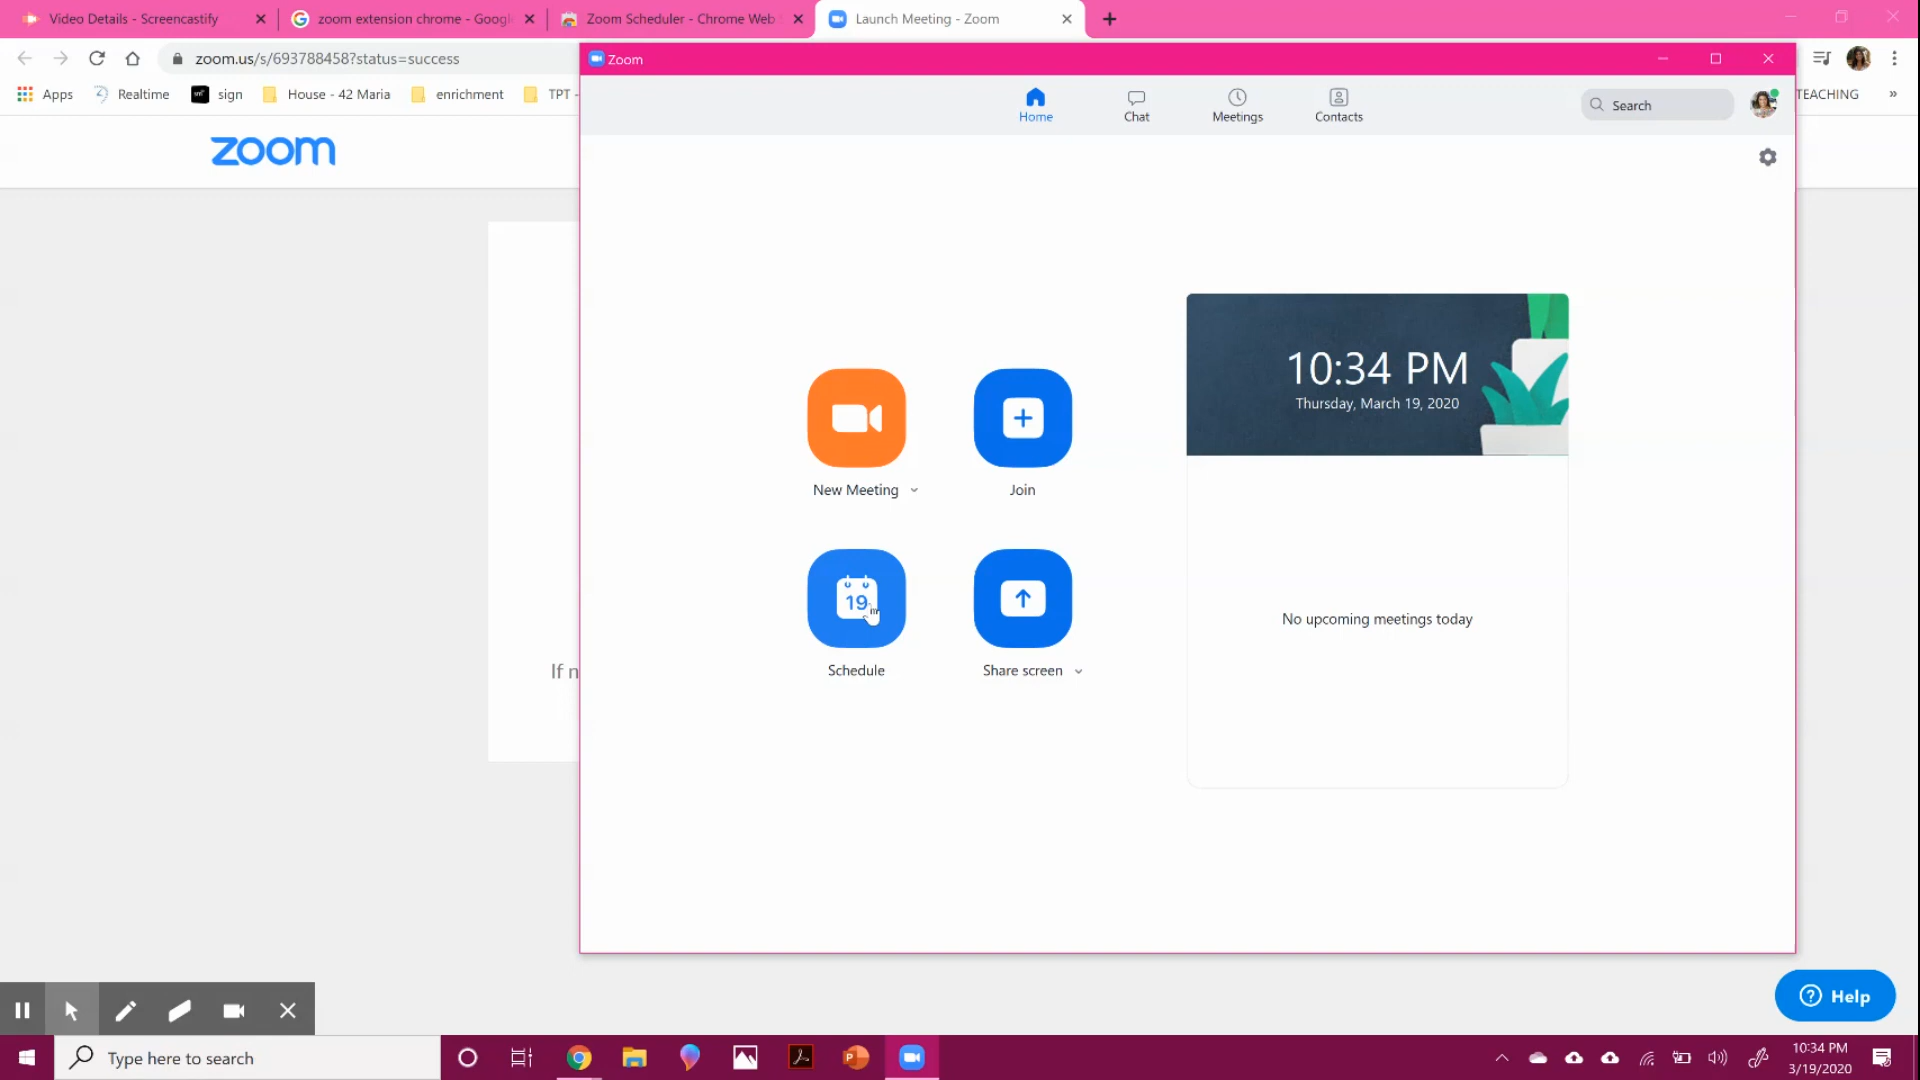 Video Details - Screencastify
zoom extension chrome - Googl
Zoom Scheduler - Chrome Web
Launch Meeting - Zoom
zoom.us/s/693788458?status=success
Apps
Realtime
sign
House - 42 Maria
enrichment
TPT -
TEACHING
»
zoom
If n
Zoom
Home
Chat
Meetings
Contacts
Search
New Meeting
Join
19
Schedule
Share screen
10:34 PM
Thursday, March 19, 2020
No upcoming meetings today
Help
Type here to search
10:34 PM
3/19/2020